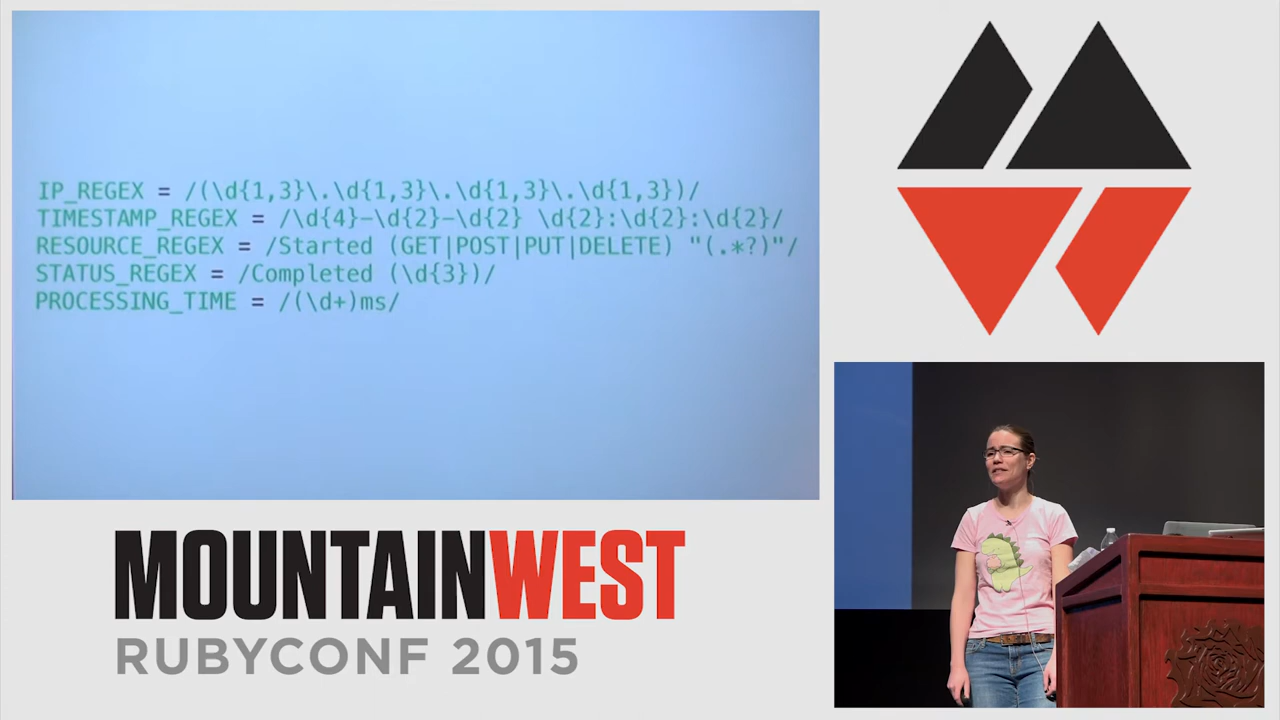 IP_REGEX = /(\d{1,3}\.\d{1,3}\.\d{1,3}\.\d{1,3})/
TIMESTAMP_REGEX = /\d{4}-\d{2}-\d{2} \d{2}:\d{2}:\d{2}/
RESOURCE_REGEX = /Started (GET|POST|PUT|DELETE) "(.*?)"/
STATUS_REGEX = /Completed (\d{3})/
PROCESSING_TIME = /(\d+)ms/
MOUNTAINWEST
RUBYCONF 2015